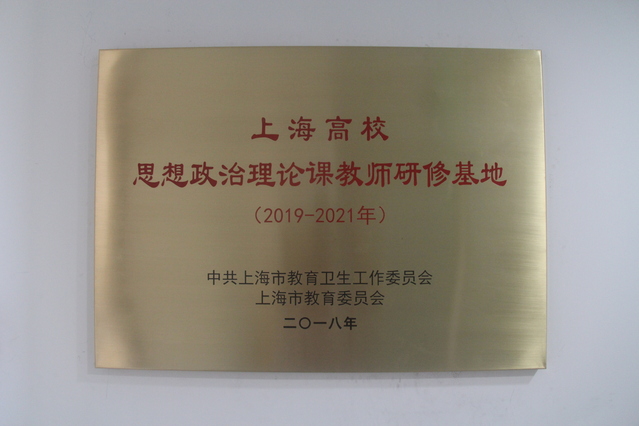 上海高校
思想政治理论课教师研修基地
（2019-2021年）
中共上海市教育卫生工作委员会
上海市教育委员会
二〇一八年